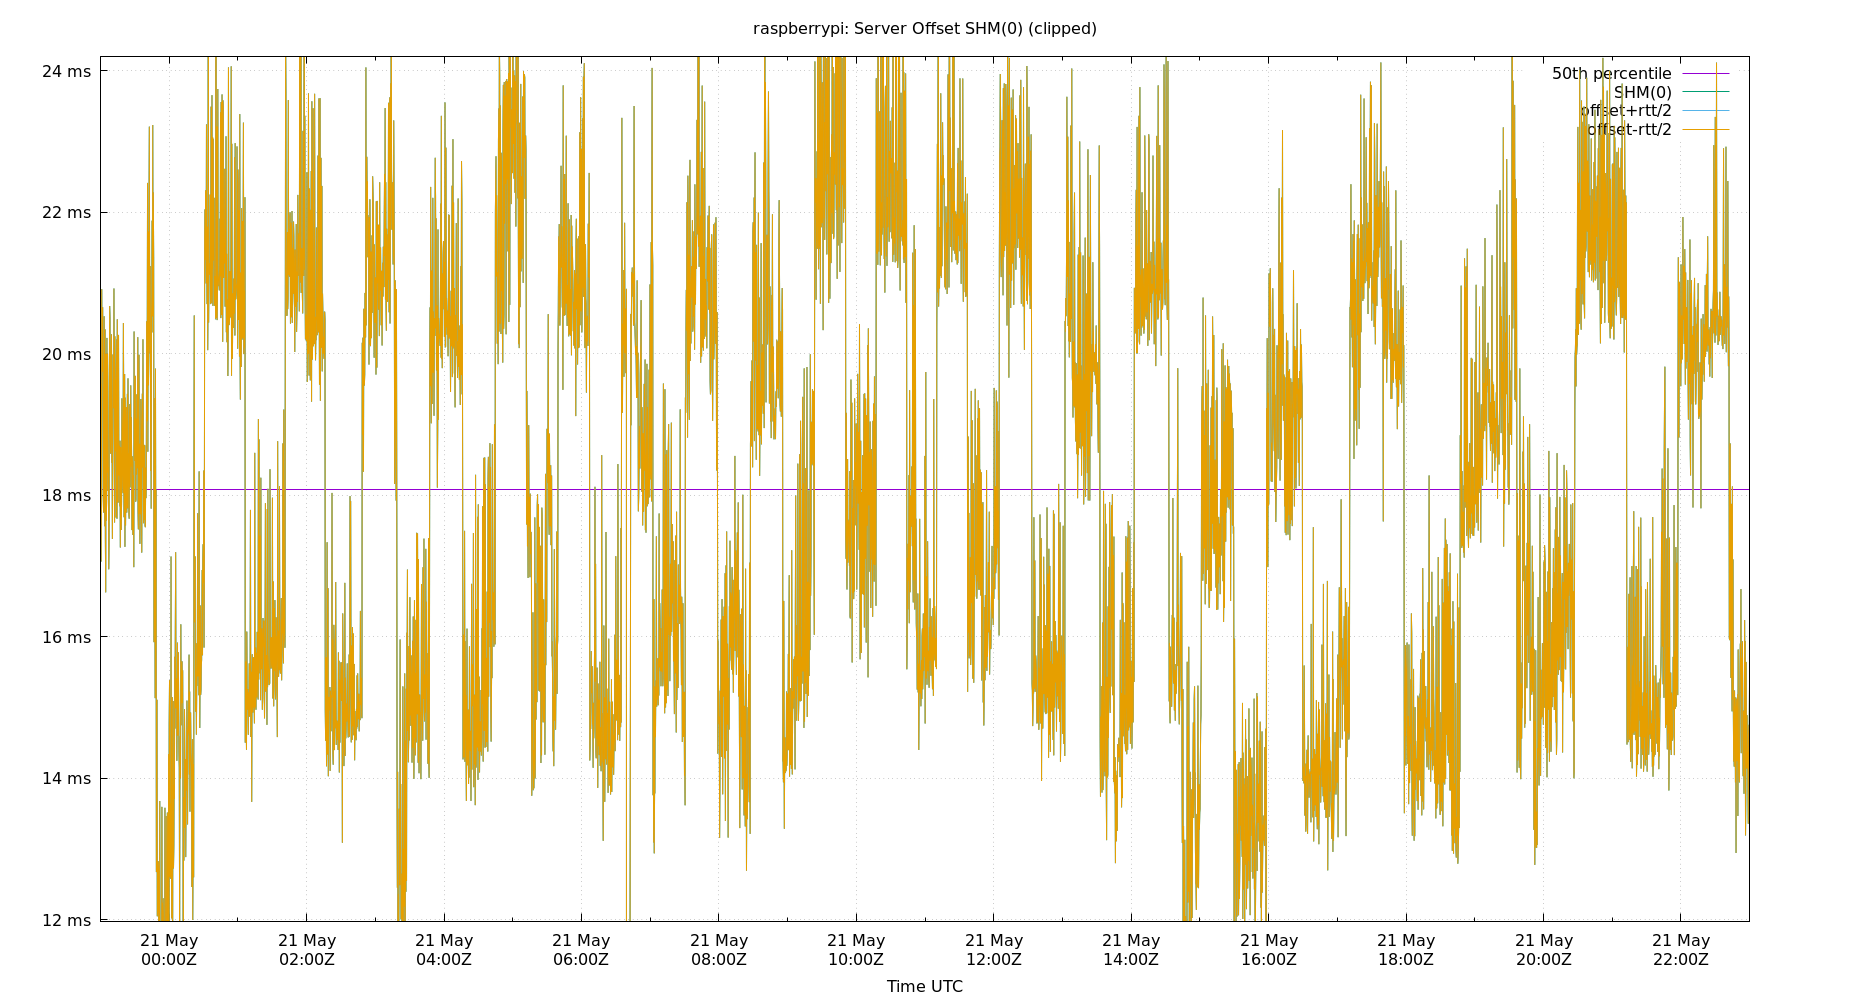 raspberrypi: Server Offset SHM(0) (clipped)
24 ms
22 ms
20 ms
18 ms
16 ms
14 ms
12 ms
50th percentile
SHM(0)
offset+rtt/2
offset-rtt/2
21 May 21 May 21 May 21 May 21 May 21 May 21 May 21 May 21 May 21 May 21 May 21 May
00:00Z 02:00Z 04:00Z 06:00Z 08:00Z 10:00Z 12:00Z 14:00Z 16:00Z 18:00Z 20:00Z 22:00Z
Time UTC